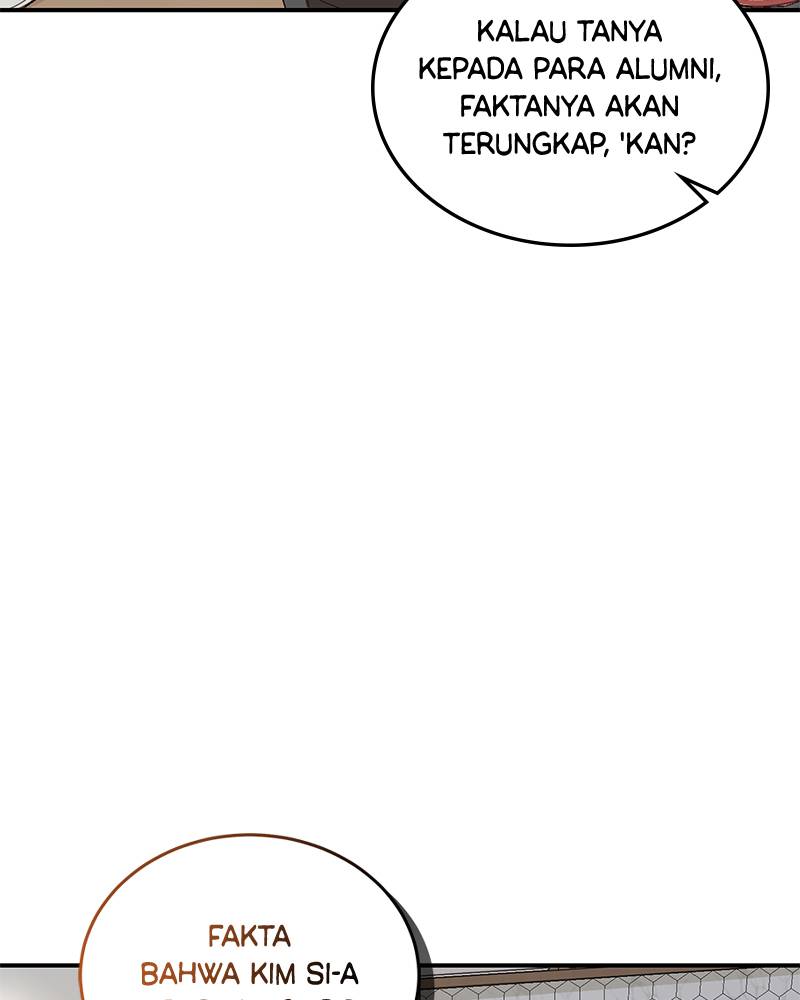 KALAU TANYA
KEPADA PARA ALUMNI,
FAKTANYA AKAN
TERUNGKAP, 'KAN?
FAKTA
BAHWA KIM SI-A